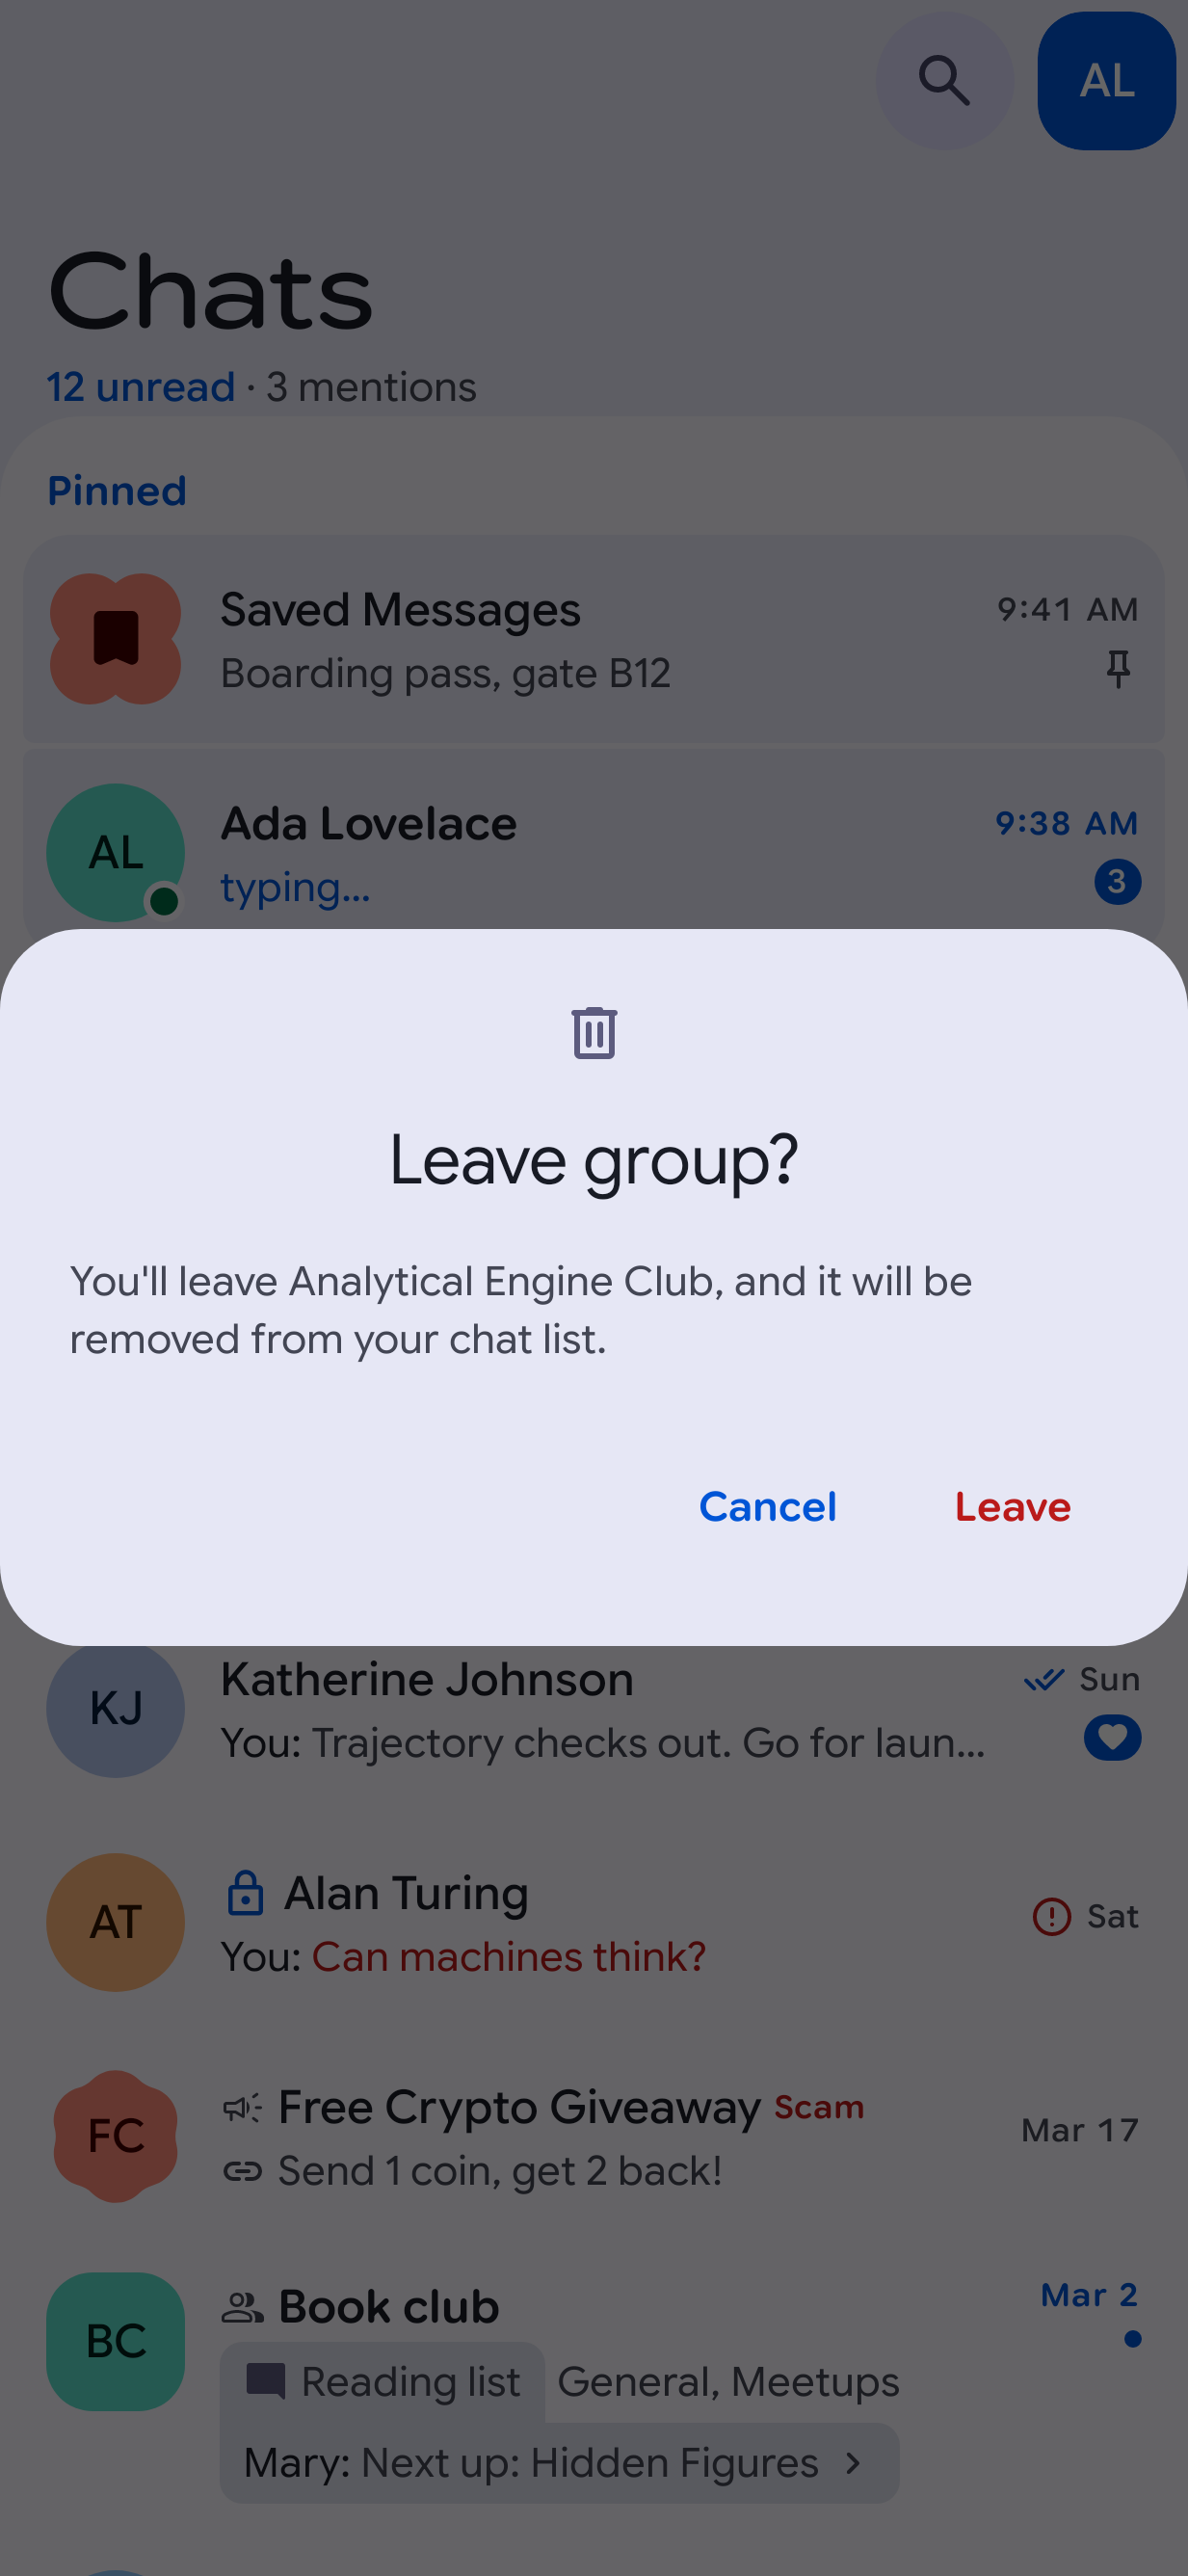 AL
Chats
12 unread · 3 mentions
Pinned
Saved Messages
9:41 AM
Boarding pass, gate B12
AL
Ada Lovelace
9:38 AM
typing...
3
Leave group?
You'll leave Analytical Engine Club, and it will be
removed from your chat list.
Cancel
Leave
KJ
Katherine Johnson
Sun
You: Trajectory checks out. Go for laun...
AT
Alan Turing
Sat
You: Can machines think?
FC
Free Crypto Giveaway Scam
Mar 17
Send 1 coin, get 2 back!
BC
Book club
Mar 2
Reading list General, Meetups
Mary: Next up: Hidden Figures